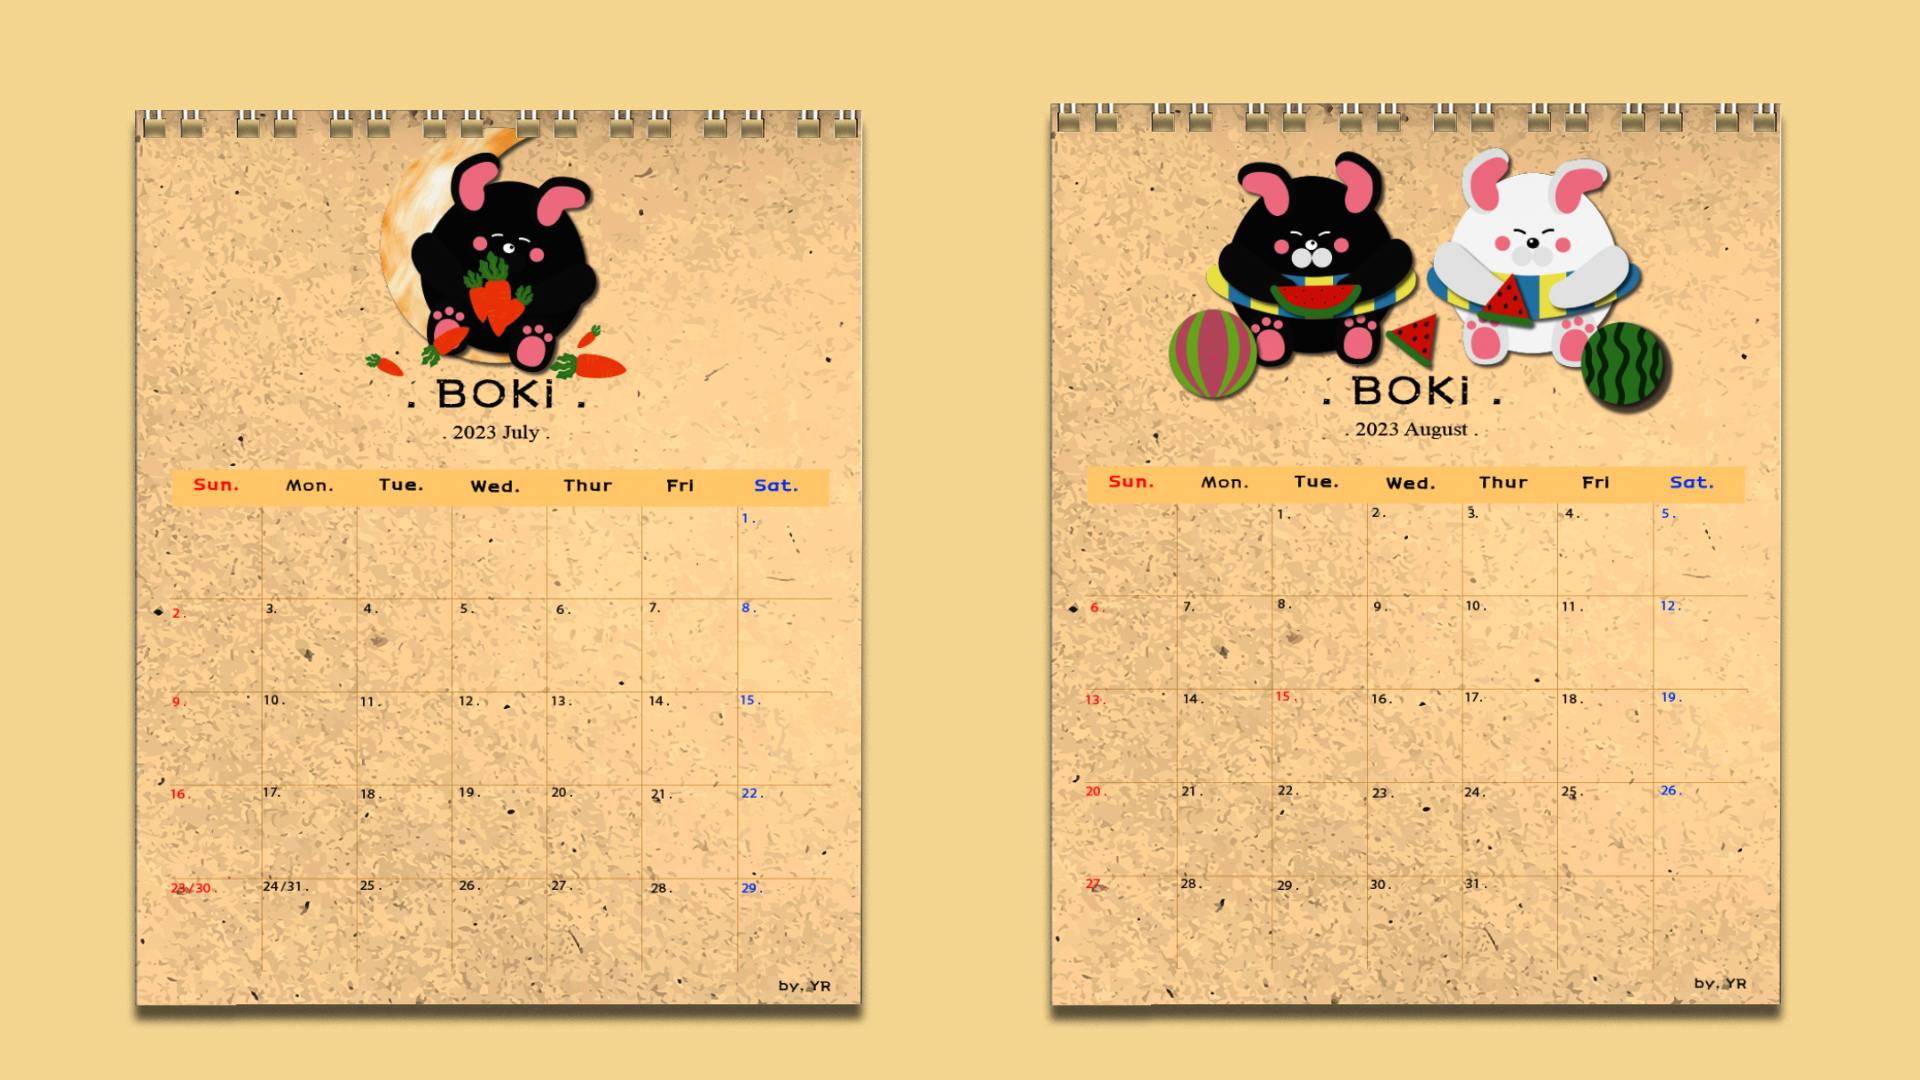 . BOKi .
. 2023 July .
Sun. Mon. Tue. Wed. Thur Fri Sat.
1.
2. 3. 4. 5. 6. 7. 8.
9. 10. 11. 12. 13. 14. 15.
16. 17. 18. 19. 20. 21. 22.
23/30. 24/31. 25. 26. 27. 28. 29.
by, YR
. BOKi .
. 2023 August .
Sun. Mon. Tue. Wed. Thur Fri Sat.
1. 2. 3. 4. 5.
6. 7. 8. 9. 10. 11. 12.
13. 14. 15. 16. 17. 18. 19.
20. 21. 22. 23. 24. 25. 26.
27. 28. 29. 30. 31.
by, YR